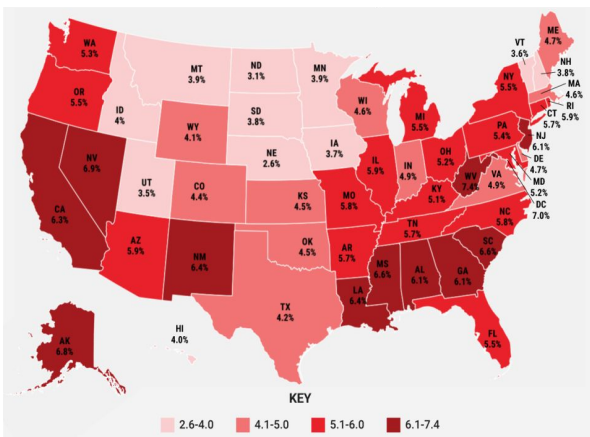 WA
5.3%
OR
5.5%
CA
6.3%
NV
6.9%
ID
4%
MT
3.9%
WY
4.1%
UT
3.5%
CO
4.4%
AZ
5.9%
NM
6.4%
ND
3.1%
SD
3.8%
NE
2.6%
KS
4.5%
OK
4.5%
TX
4.2%
MN
3.9%
IA
3.7%
MO
5.8%
AR
5.7%
LA
6.4%
WI
4.6%
IL
5.9%
MI
5.5%
IN
4.9%
OH
5.2%
KY
5.1%
TN
5.7%
MS
6.6%
AL
6.1%
GA
6.1%
FL
5.5%
SC
6.6%
NC
5.8%
VA
4.9%
WV
7.4%
PA
5.4%
NY
5.5%
VT
3.6%
ME
4.7%
NH
3.8%
MA
4.6%
RI
5.9%
CT
5.7%
NJ
6.1%
DE
4.7%
MD
5.2%
DC
7.0%
AK
6.8%
HI
4.0%
KEY
2.6-4.0
4.1-5.0
5.1-6.0
6.1-7.4